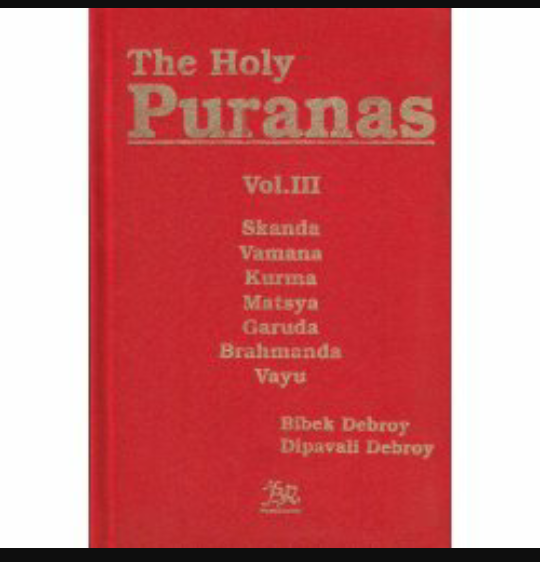 The Holy
Puranas
Vol.III
Skanda
Vamana
Kurma
Matsya
Garuda
Brahmanda
Vayu
Bibek Debroy
Dipavali Debroy